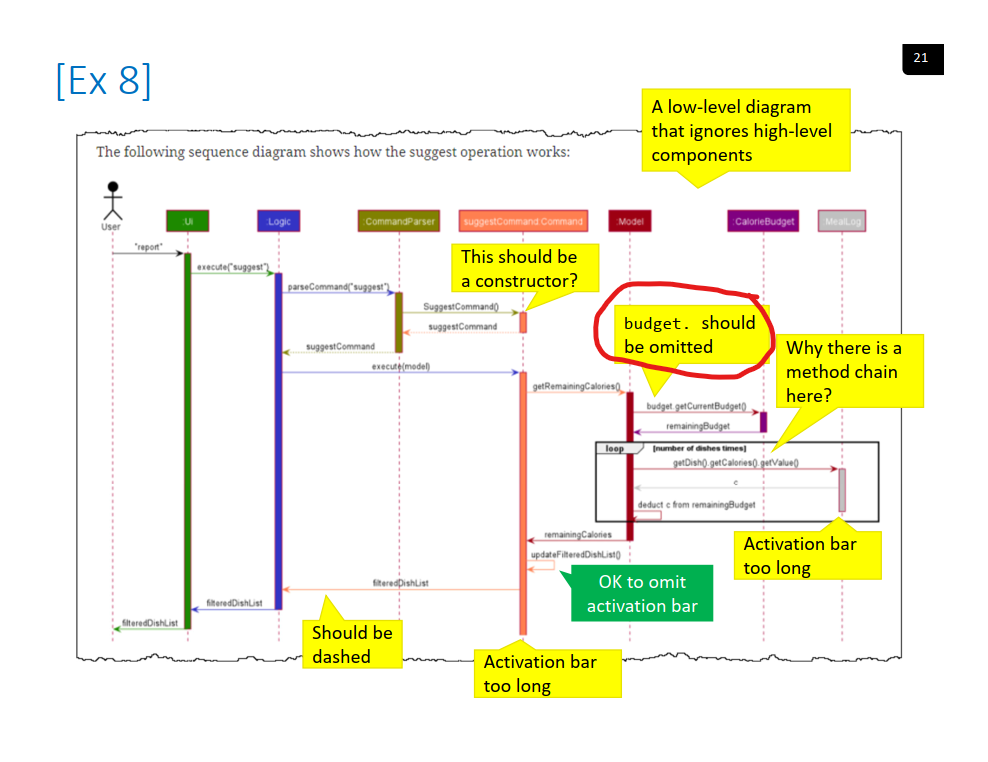 21
[Ex 8]
A low-level diagram
that ignores high-level
components
The following sequence diagram shows how the suggest operation works:
User
:Ui
:Logic
:CommandParser
suggestCommand:Command
:Model
:CalorieBudget
:MealLog
"report"
execute("suggest")
parseCommand("suggest")
This should be
a constructor?
SuggestCommand()
suggestCommand
suggestCommand
execute(model)
budget. should
be omitted
Why there is a
method chain
here?
getRemainingCalories()
budget.getCurrentBudget()
remainingBudget
loop
[number of dishes times]
getDish().getCalories().getValue()
c
deduct c from remainingBudget
remainingCalories
updateFilteredDishList()
Activation bar
too long
OK to omit
activation bar
filteredDishList
filteredDishList
filteredDishList
Should be
dashed
Activation bar
too long